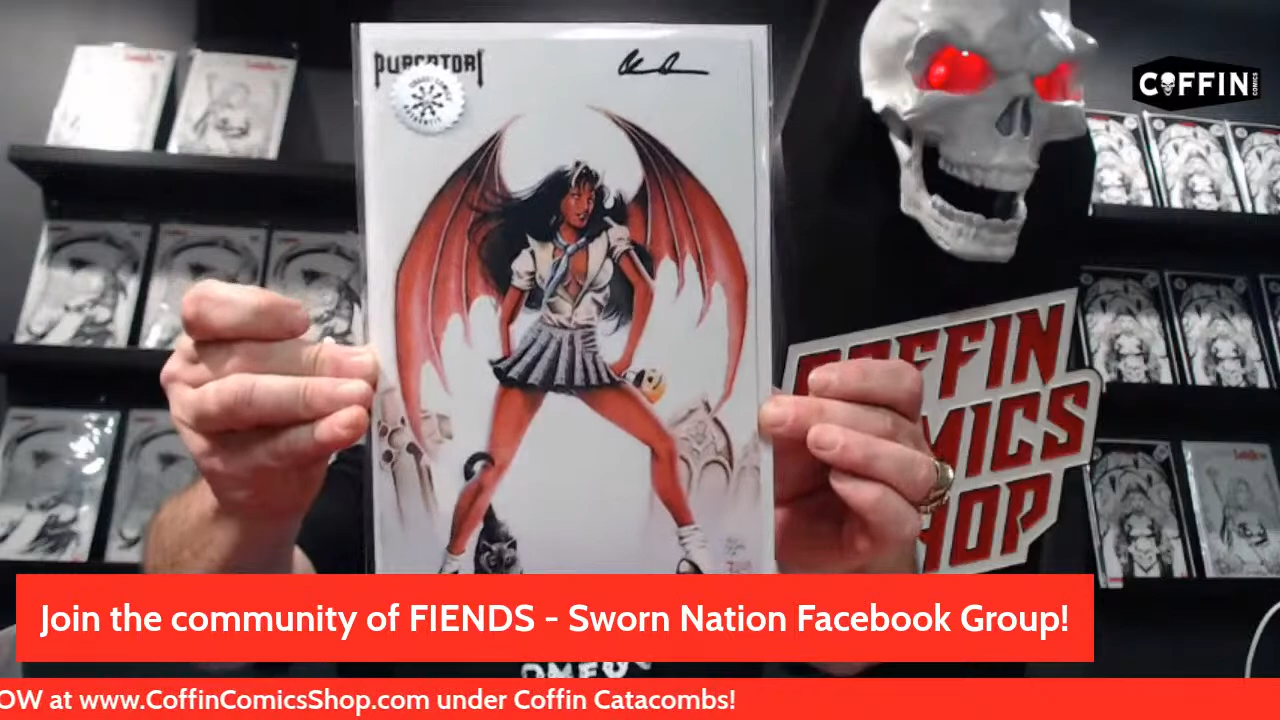 PURGATORI
COFFIN
COMICS
COFFIN
COMICS
SHOP
Join the community of FIENDS - Sworn Nation Facebook Group!
OW at www.CoffinComicsShop.com under Coffin Catacombs!